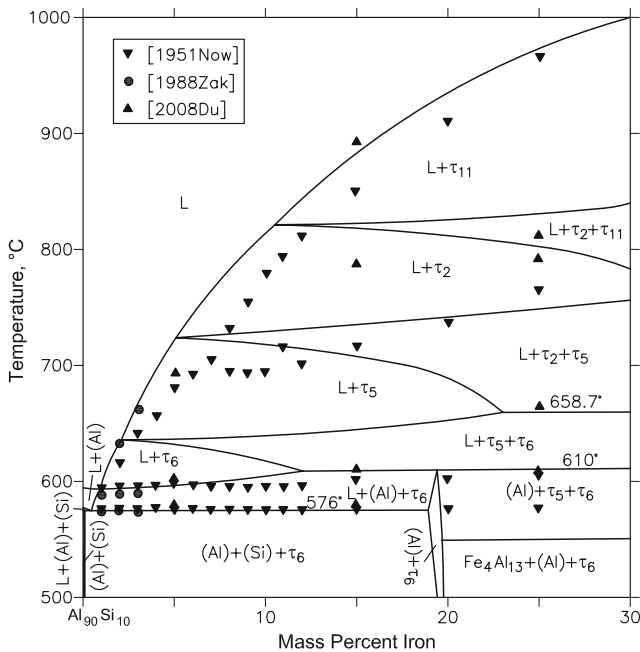 1000
[1951Now]
[1988Zak]
[2008Du]
900
L+τ11
L
800
L+τ2+τ11
L+τ2
Temperature, °C
700
L+τ2+τ5
L+τ5
658.7°
L+(Al)
L+τ6
L+τ5+τ6
610°
600
L+(Al)+τ6
(Al)+τ5+τ6
576°
L+(Al)+(Si)
(Al)+(Si)
(Al)+(Si)+τ6
(Al)+τ6
Fe4Al13+(Al)+τ6
500
Al90Si10
10
20
30
Mass Percent Iron